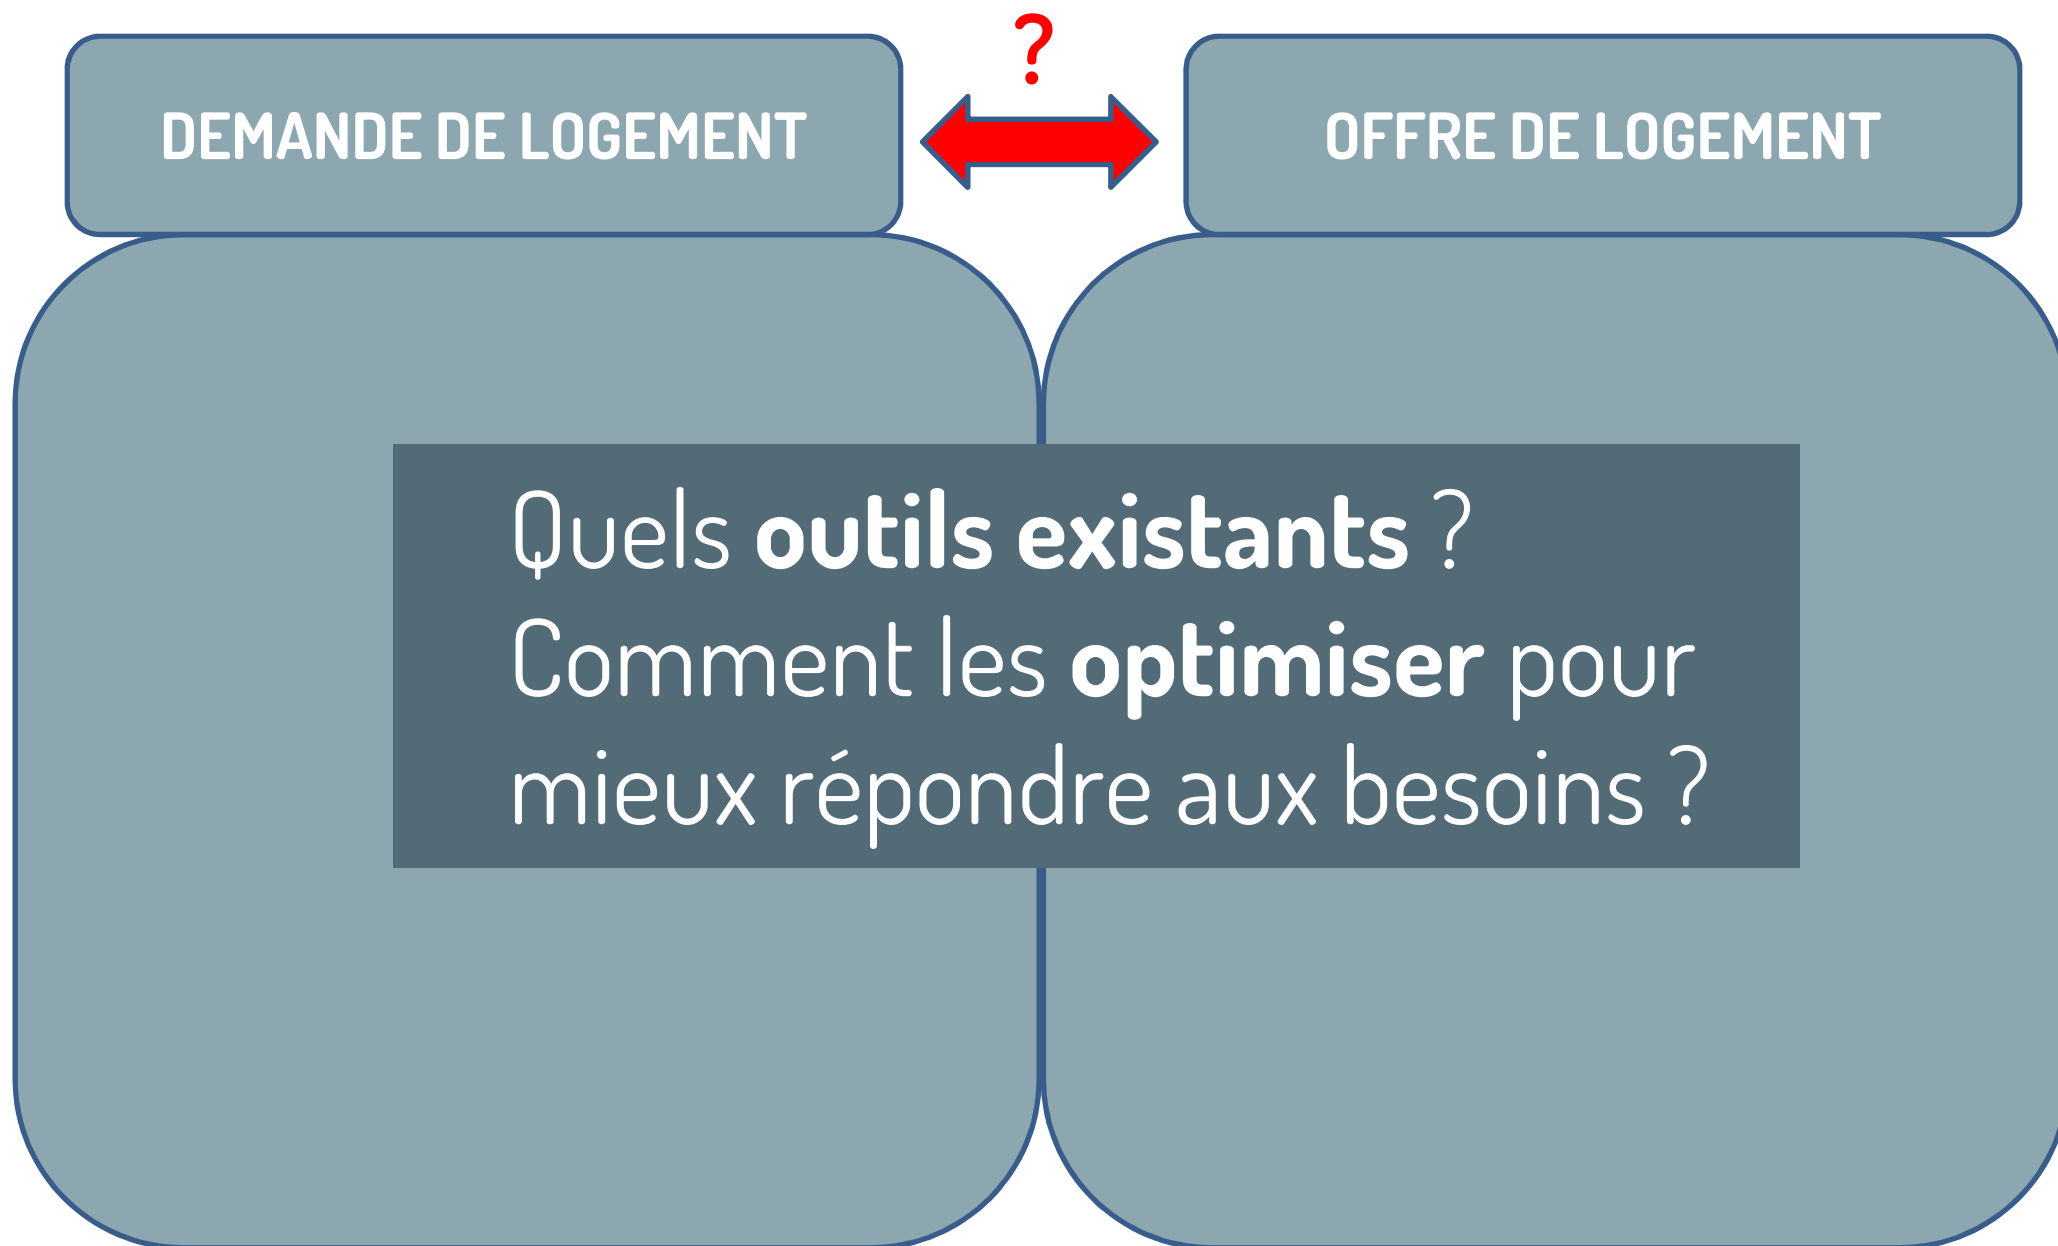 ?
DEMANDE DE LOGEMENT
OFFRE DE LOGEMENT
Quels outils existants ?
Comment les optimiser pour
mieux répondre aux besoins ?